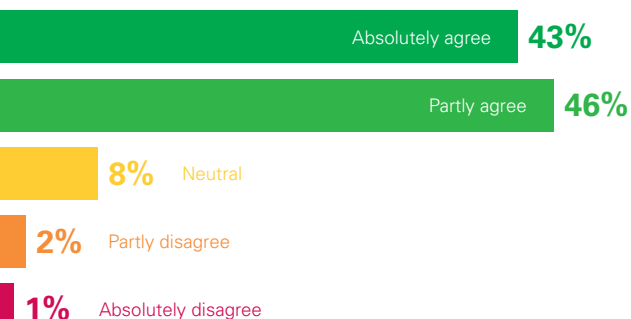 Absolutely agree 43%
Partly agree 46%
8% Neutral
2% Partly disagree
1% Absolutely disagree